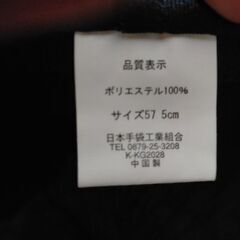 品質表示
ポリエステル100%
サイズ57 5cm
日本手袋工業組合
TEL 0879-25-3208
K-KG2028
中国製